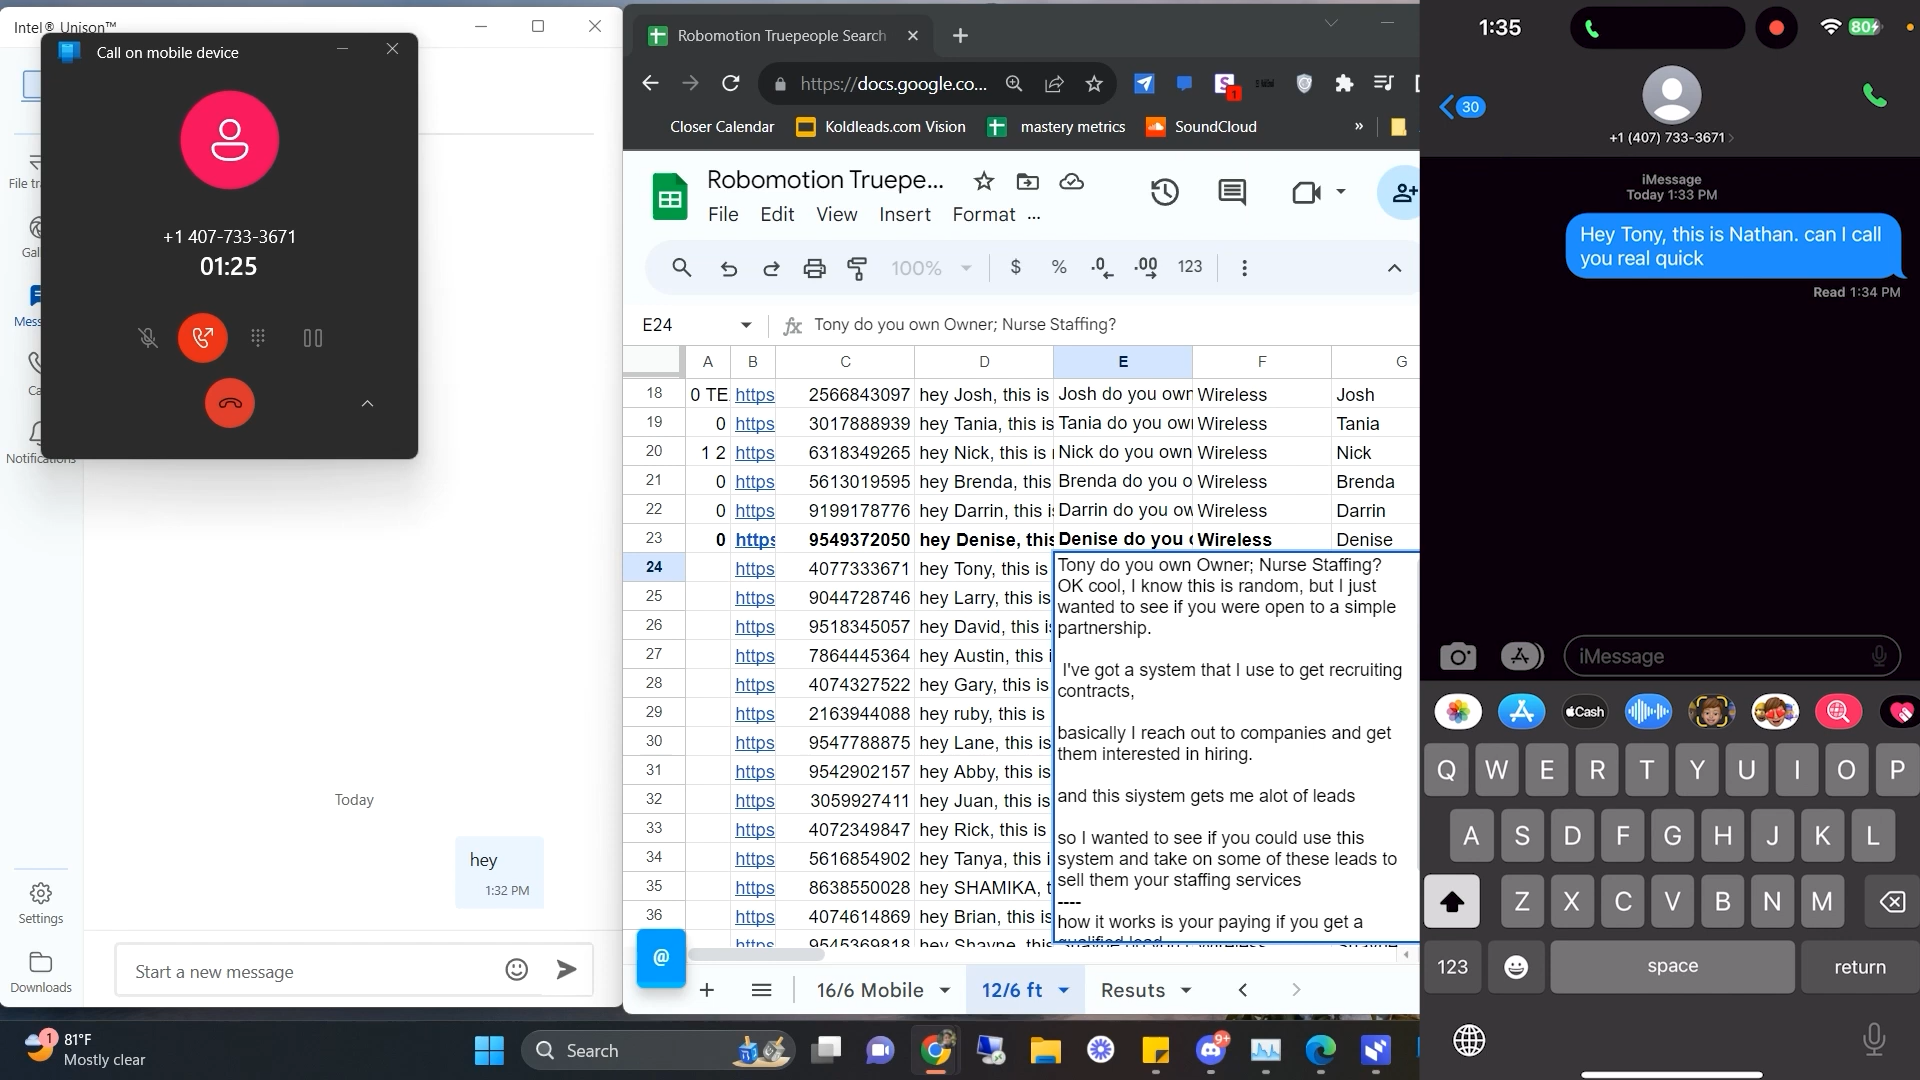 Intel® Unison™
Call on mobile device
+1 407-733-3671
01:25
File
Gal
Mess
Ca
Notifications
Today
hey
1:32 PM
Settings
Downloads
Start a new message
Robomotion Truepeople Search
https://docs.google.co...
1
Closer Calendar
Koldleads.com Vision
mastery metrics
SoundCloud
»
Robomotion Truepe...
File Edit View Insert Format ...
100%
$ % .0 .00 123
E24
fx Tony do you own Owner; Nurse Staffing?
A B C D E F G
18 0 TE https 2566843097 hey Josh, this is Josh do you own Wireless Josh
19 0 https 3017888939 hey Tania, this is Tania do you own Wireless Tania
20 1 2 https 6318349265 hey Nick, this is Nick do you own Wireless Nick
21 0 https 5613019595 hey Brenda, this Brenda do you o Wireless Brenda
22 0 https 9199178776 hey Darrin, this i Darrin do you ow Wireless Darrin
23 0 https 9549372050 hey Denise, this Denise do you Wireless Denise
24 https 4077333671 hey Tony, this is
25 https 9044728746 hey Larry, this is
26 https 9518345057 hey David, this i
27 https 7864445364 hey Austin, this i
28 https 4074327522 hey Gary, this is
29 https 2163944088 hey ruby, this is
30 https 9547788875 hey Lane, this is
31 https 9542902157 hey Abby, this is
32 https 3059927411 hey Juan, this is
33 https 4072349847 hey Rick, this is
34 https 5616854902 hey Tanya, this i
35 https 8638550028 hey SHAMIKA, t
36 https 4074614869 hey Brian, this is
https 9545369818 hey Shayne, this
Tony do you own Owner; Nurse Staffing?
OK cool, I know this is random, but I just
wanted to see if you were open to a simple
partnership.
I've got a system that I use to get recruiting
contracts,
basically I reach out to companies and get
them interested in hiring.
and this siystem gets me alot of leads
so I wanted to see if you could use this
system and take on some of these leads to
sell them your staffing services
----
how it works is your paying if you get a
qualified lead
@
16/6 Mobile
12/6 ft
Resuts
1:35
80
30
+1 (407) 733-3671
iMessage
Today 1:33 PM
Hey Tony, this is Nathan. can I call
you real quick
Read 1:34 PM
iMessage
Cash
Q W E R T Y U I O P
A S D F G H J K L
Z X C V B N M
123
space
return
1
81°F
Mostly clear
Search
9+